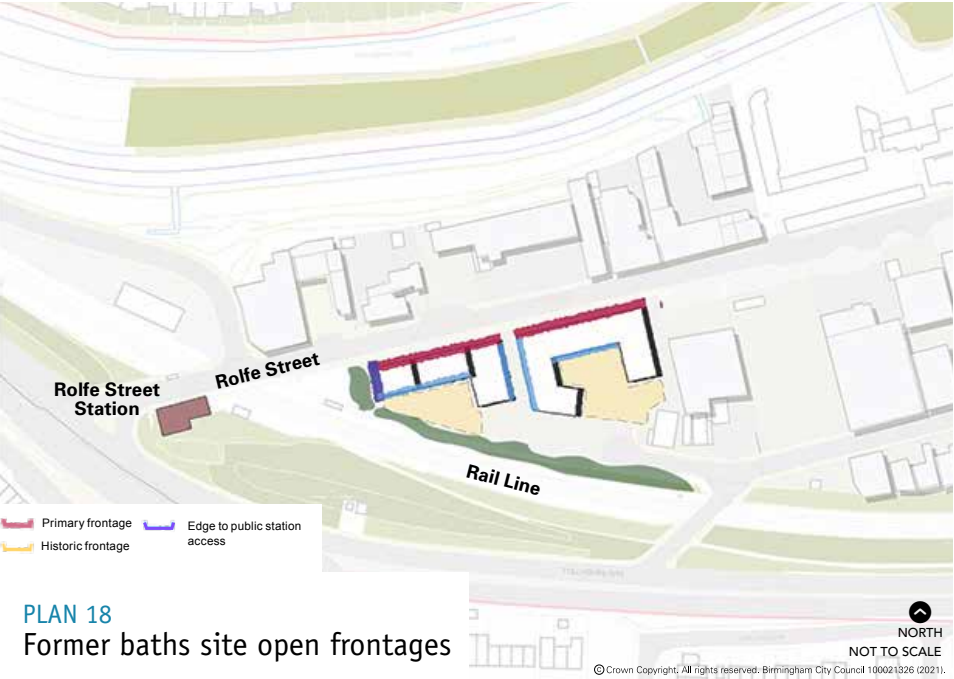 Rolfe Street
Rolfe Street
Station
Rail Line
Primary frontage
Edge to public station
access
Historic frontage
PLAN 18
Former baths site open frontages
NORTH
NOT TO SCALE
© Crown Copyright. All rights reserved. Birmingham City Council 100021326 (2021).